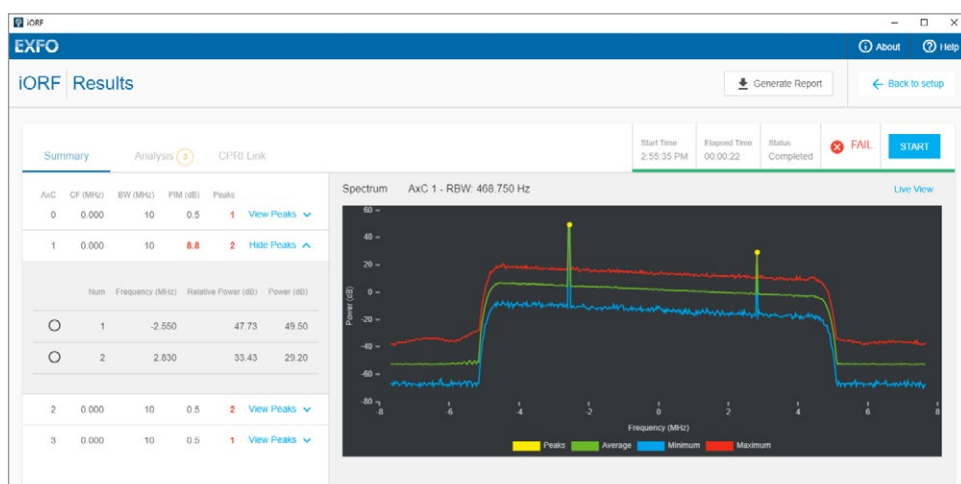 iORF
EXFO
About Help
iORF Results
Generate Report
Back to setup
Summary Analysis 3 CPRI Link
Start Time Elapsed Time Status
2:55:35 PM 00:00:22 Completed FAIL START
AxC CF (MHz) BW (MHz) PIM (dB) Peaks
0 0.000 10 0.5 1 View Peaks
1 0.000 10 8.8 2 Hide Peaks
Num Frequency (MHz) Relative Power (dB) Power (dB)
1 -2.550 47.73 49.50
2 2.830 33.43 29.20
2 0.000 10 0.5 2 View Peaks
3 0.000 10 0.5 1 View Peaks
Spectrum AxC 1 - RBW: 468.750 Hz Live View
Power (dB)
60
40
20
0
-20
-40
-60
-80
-8 -6 -4 -2 0 2 4 6 8
Frequency (MHz)
Peaks Average Minimum Maximum